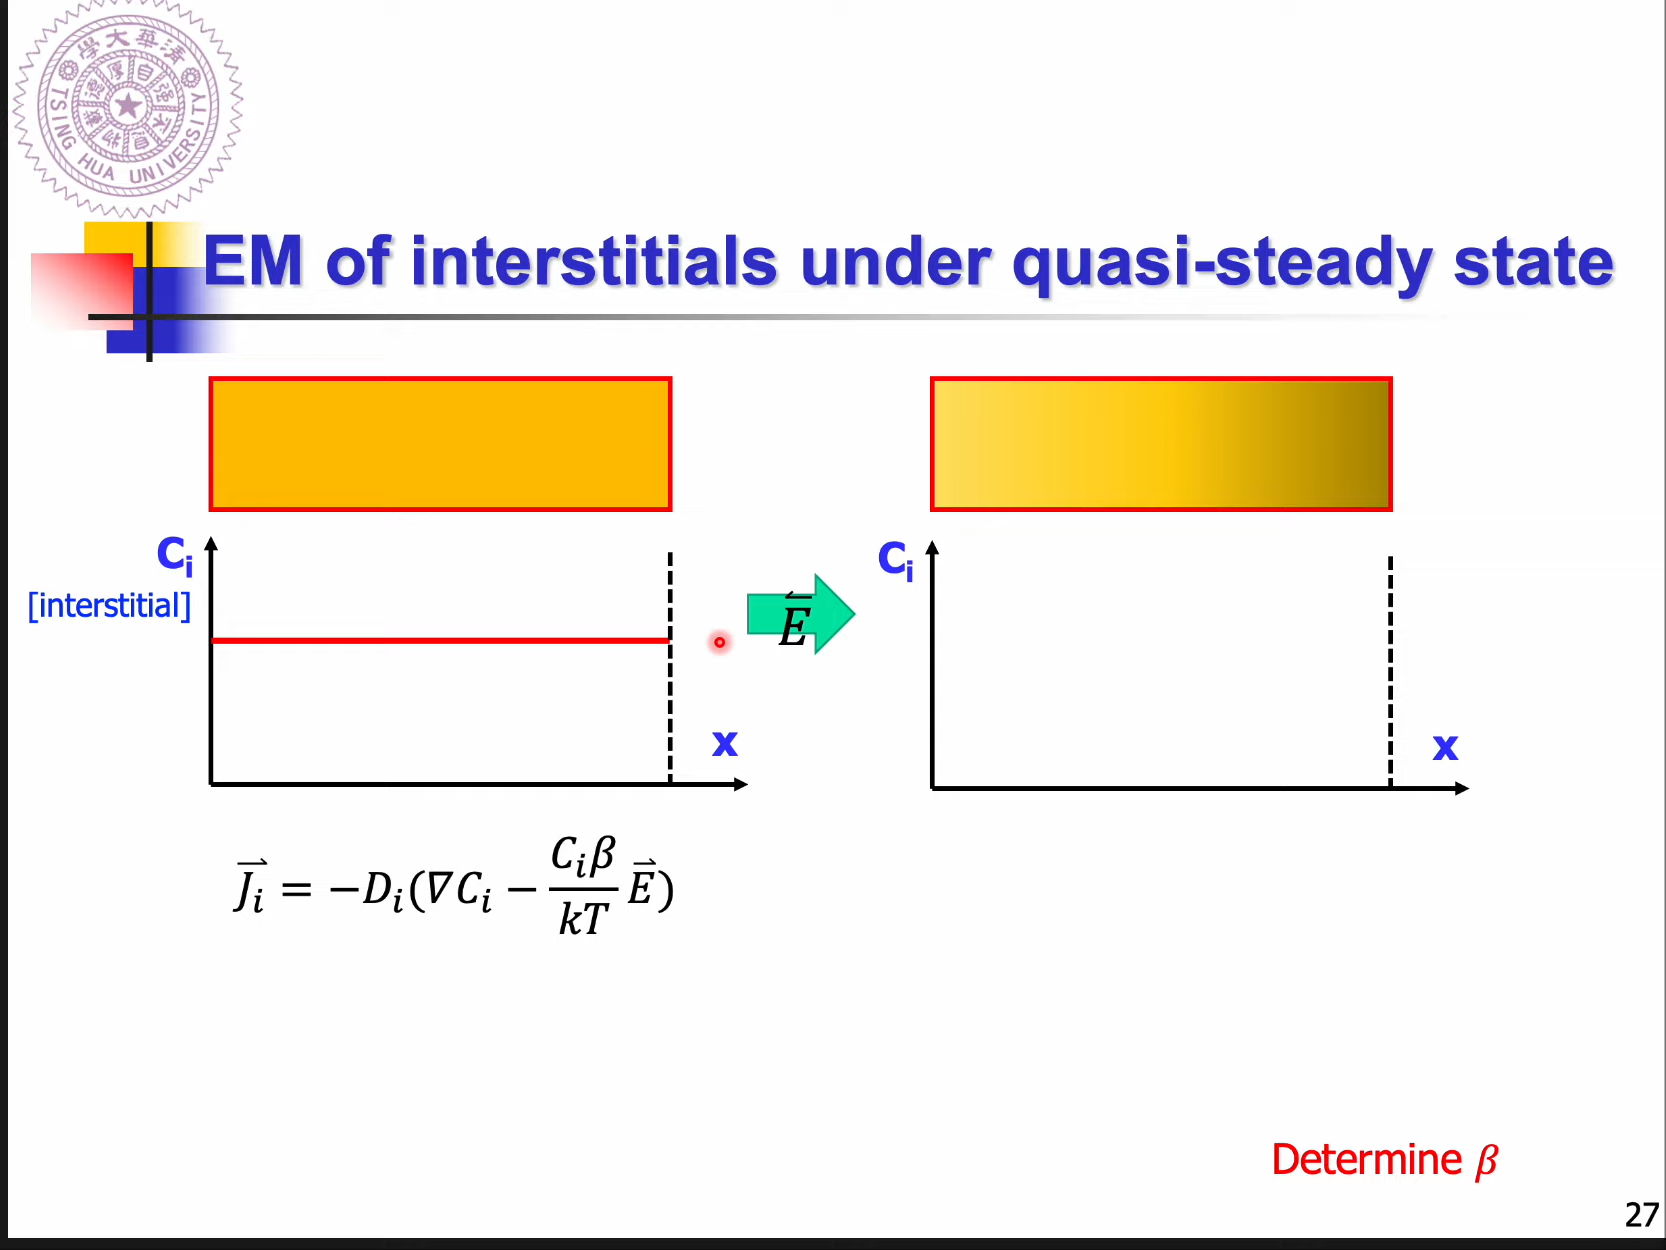 TSING HUA UNIVERSITY
EM of interstitials under quasi-steady state
Cᵢ
[interstitial]
x
E⃖
Cᵢ
x
J⃗ᵢ = −Dᵢ(∇Cᵢ − Cᵢβ/kT E⃗)
Determine β
27